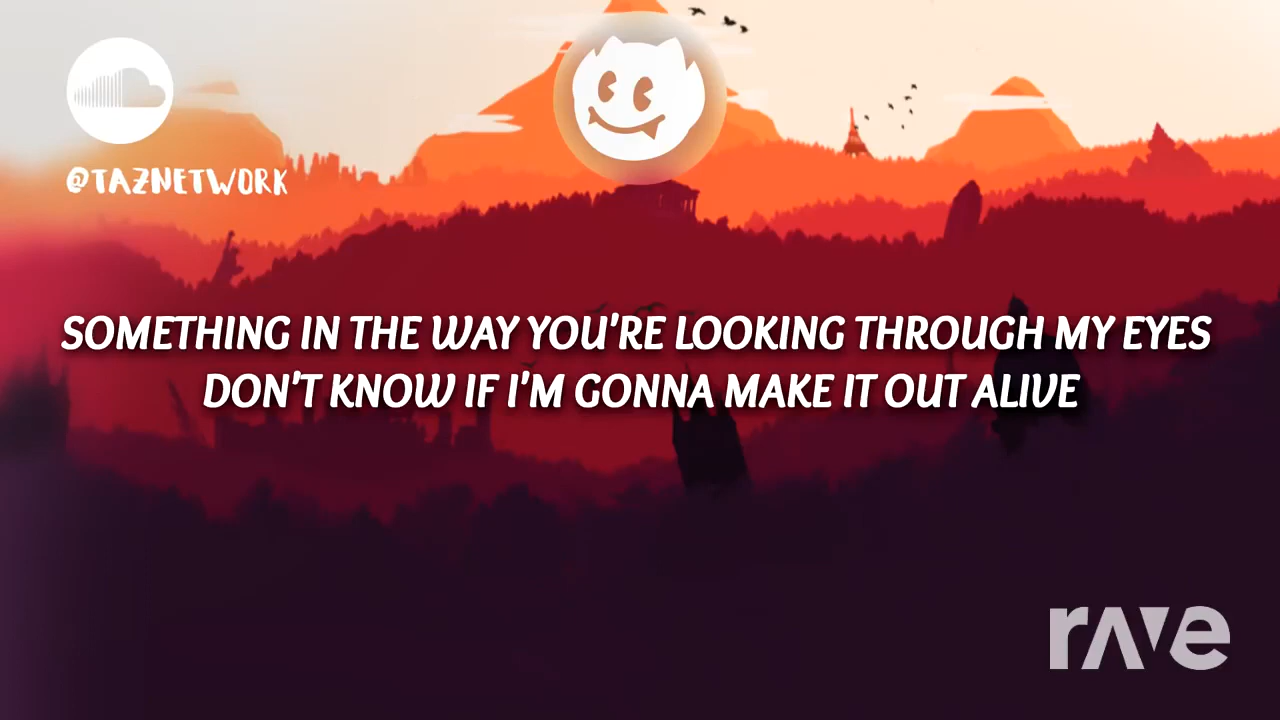 @TAZNETWORK
SOMETHING IN THE WAY YOU'RE LOOKING THROUGH MY EYES
DON'T KNOW IF I'M GONNA MAKE IT OUT ALIVE
rave